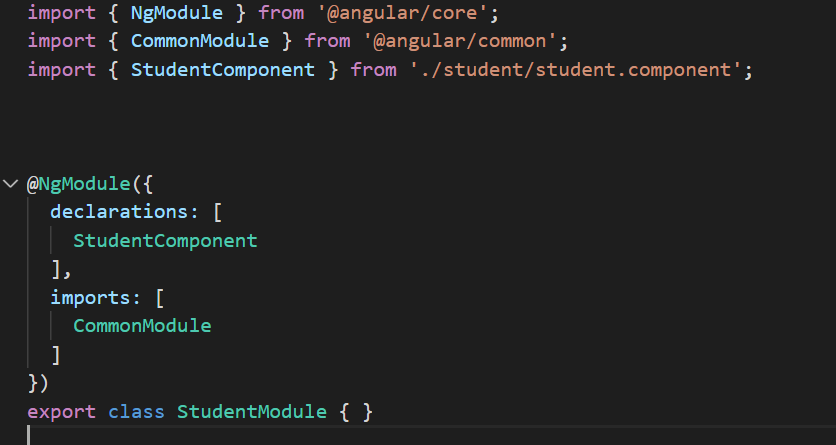 import { NgModule } from '@angular/core';
import { CommonModule } from '@angular/common';
import { StudentComponent } from './student/student.component';
@NgModule({
  declarations: [
    StudentComponent
  ],
  imports: [
    CommonModule
  ]
})
export class StudentModule { }